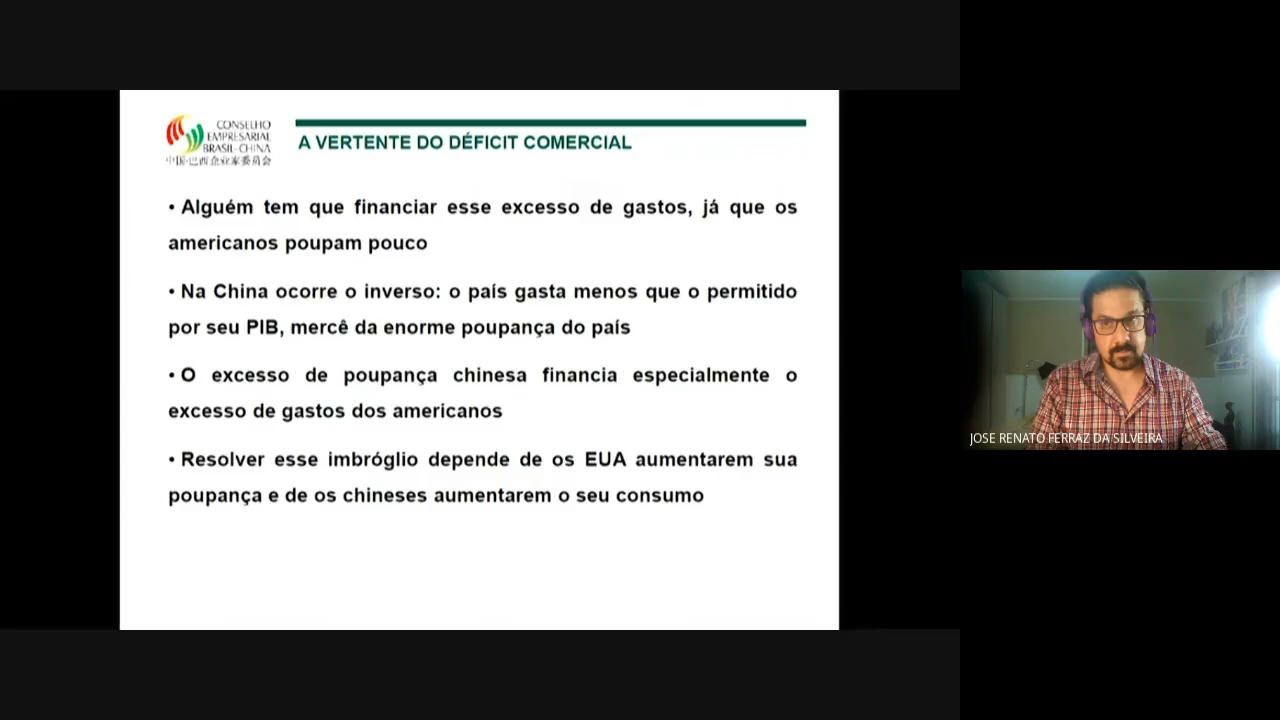 CONSELHO
EMPRESARIAL
BRASIL-CHINA
中国-巴西企业家委员会
A VERTENTE DO DÉFICIT COMERCIAL
• Alguém tem que financiar esse excesso de gastos, já que os
americanos poupam pouco
• Na China ocorre o inverso: o país gasta menos que o permitido
por seu PIB, mercê da enorme poupança do país
• O excesso de poupança chinesa financia especialmente o
excesso de gastos dos americanos
• Resolver esse imbróglio depende de os EUA aumentarem sua
poupança e de os chineses aumentarem o seu consumo
JOSE RENATO FERRAZ DA SILVEIRA